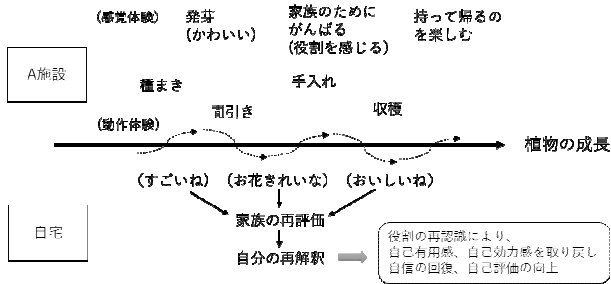 (感覚体験)
発芽
(かわいい)
家族のために
がんばる
(役割を感じる)
持って帰るの
を楽しむ
A施設
種まき
間引き
手入れ
収穫
(動作体験)
植物の成長
(すごいね)
(お花きれいな)
(おいしいね)
自宅
家族の再評価
自分の再解釈
役割の再認識により、
自己有用感、自己効力感を取り戻し
自信の回復、自己評価の向上